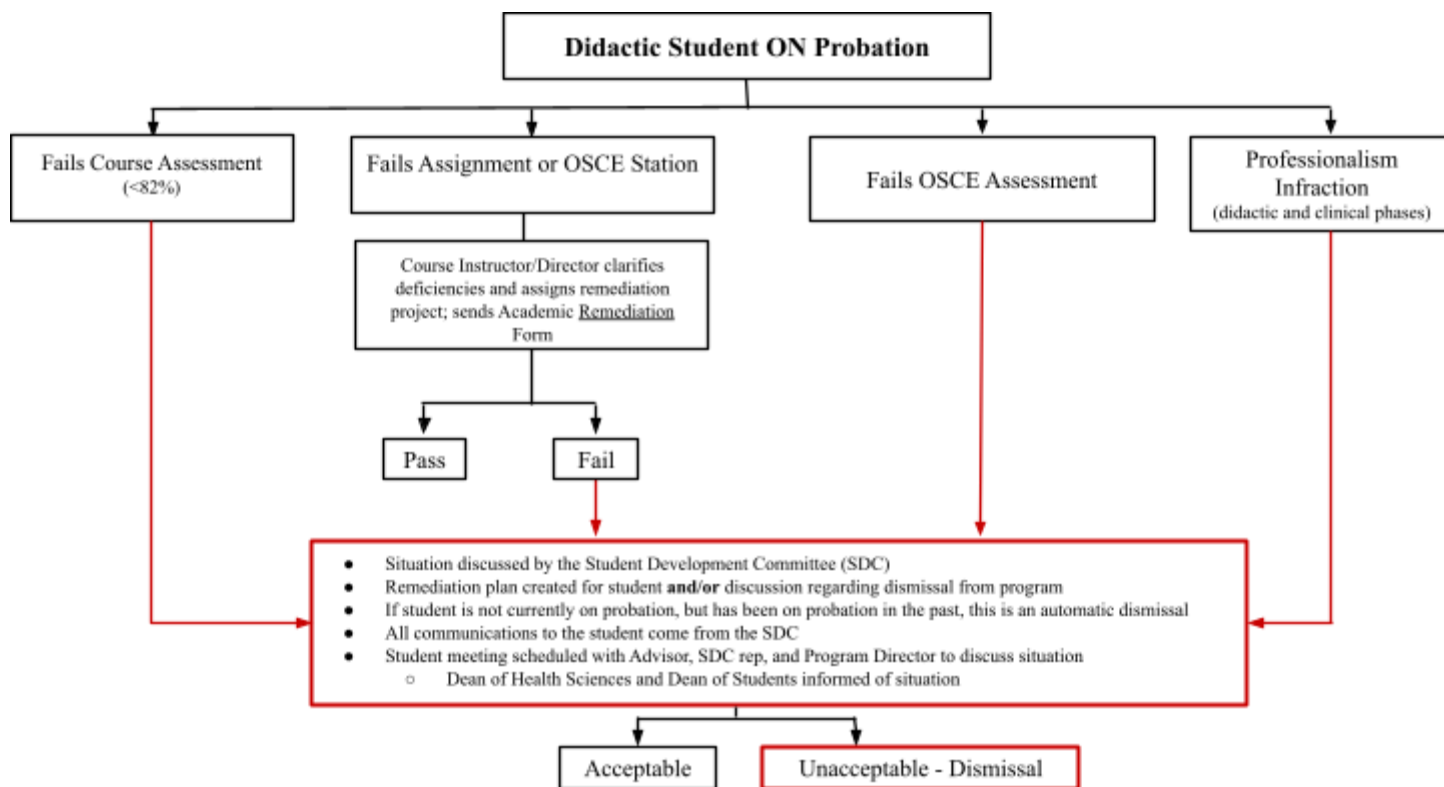 Didactic Student ON Probation
Fails Course Assessment
(<82%)
Fails Assignment or OSCE Station
Fails OSCE Assessment
Professionalism
Infraction
(didactic and clinical phases)
Course Instructor/Director clarifies
deficiencies and assigns remediation
project; sends Academic Remediation
Form
Pass
Fail
● Situation discussed by the Student Development Committee (SDC)
● Remediation plan created for student and/or discussion regarding dismissal from program
● If student is not currently on probation, but has been on probation in the past, this is an automatic dismissal
● All communications to the student come from the SDC
● Student meeting scheduled with Advisor, SDC rep, and Program Director to discuss situation
○ Dean of Health Sciences and Dean of Students informed of situation
Acceptable
Unacceptable - Dismissal